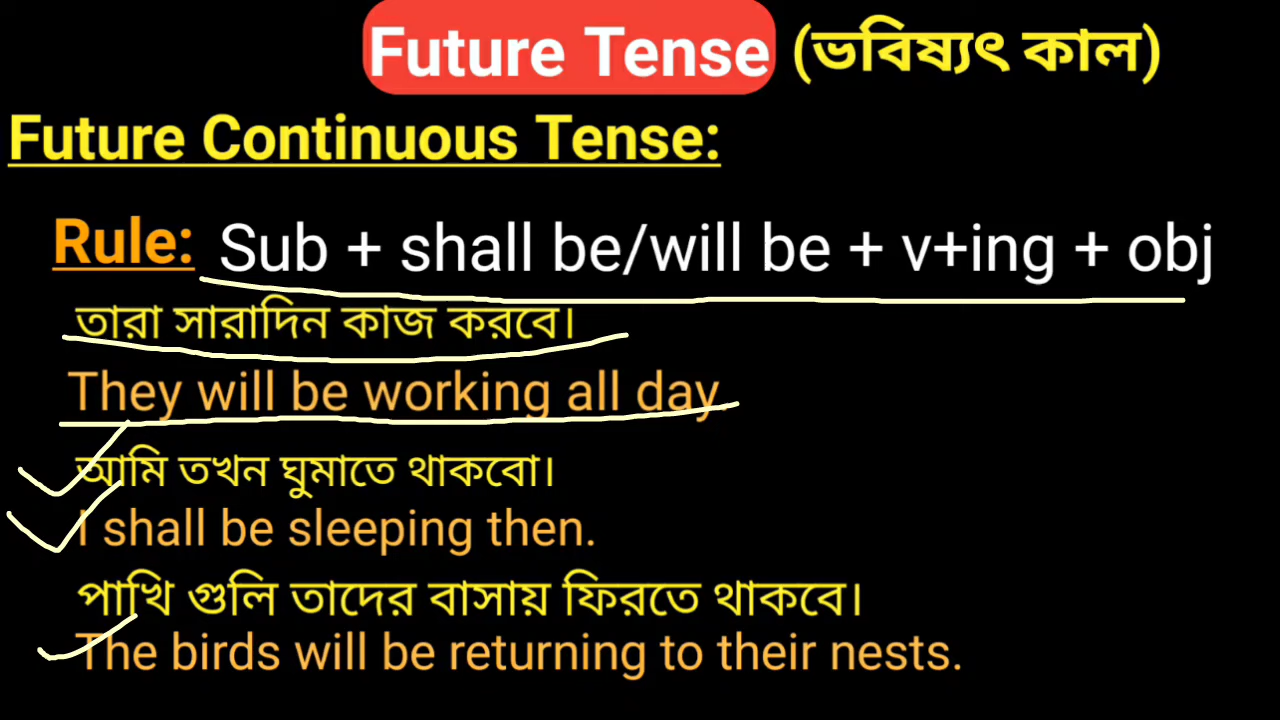 Future Tense (ভবিষ্যৎ কাল)
Future Continuous Tense:
Rule: Sub + shall be/will be + v+ing + obj
তারা সারাদিন কাজ করবে।
They will be working all day.
আমি তখন ঘুমাতে থাকবো।
I shall be sleeping then.
পাখি গুলি তাদের বাসায় ফিরতে থাকবে।
The birds will be returning to their nests.